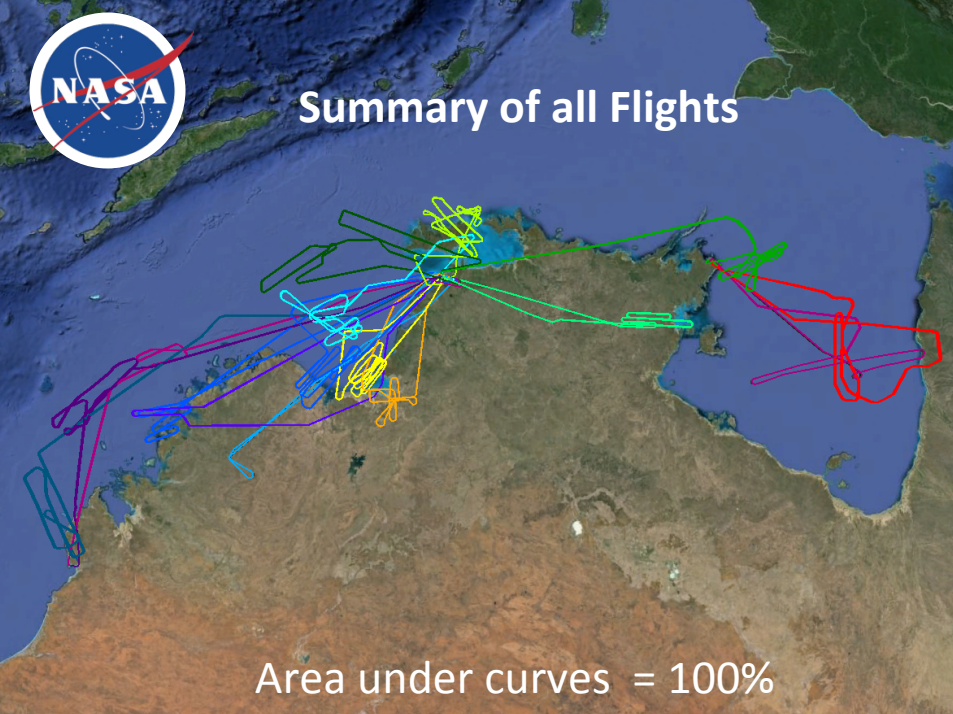 NASA
Summary of all Flights
Area under curves = 100%